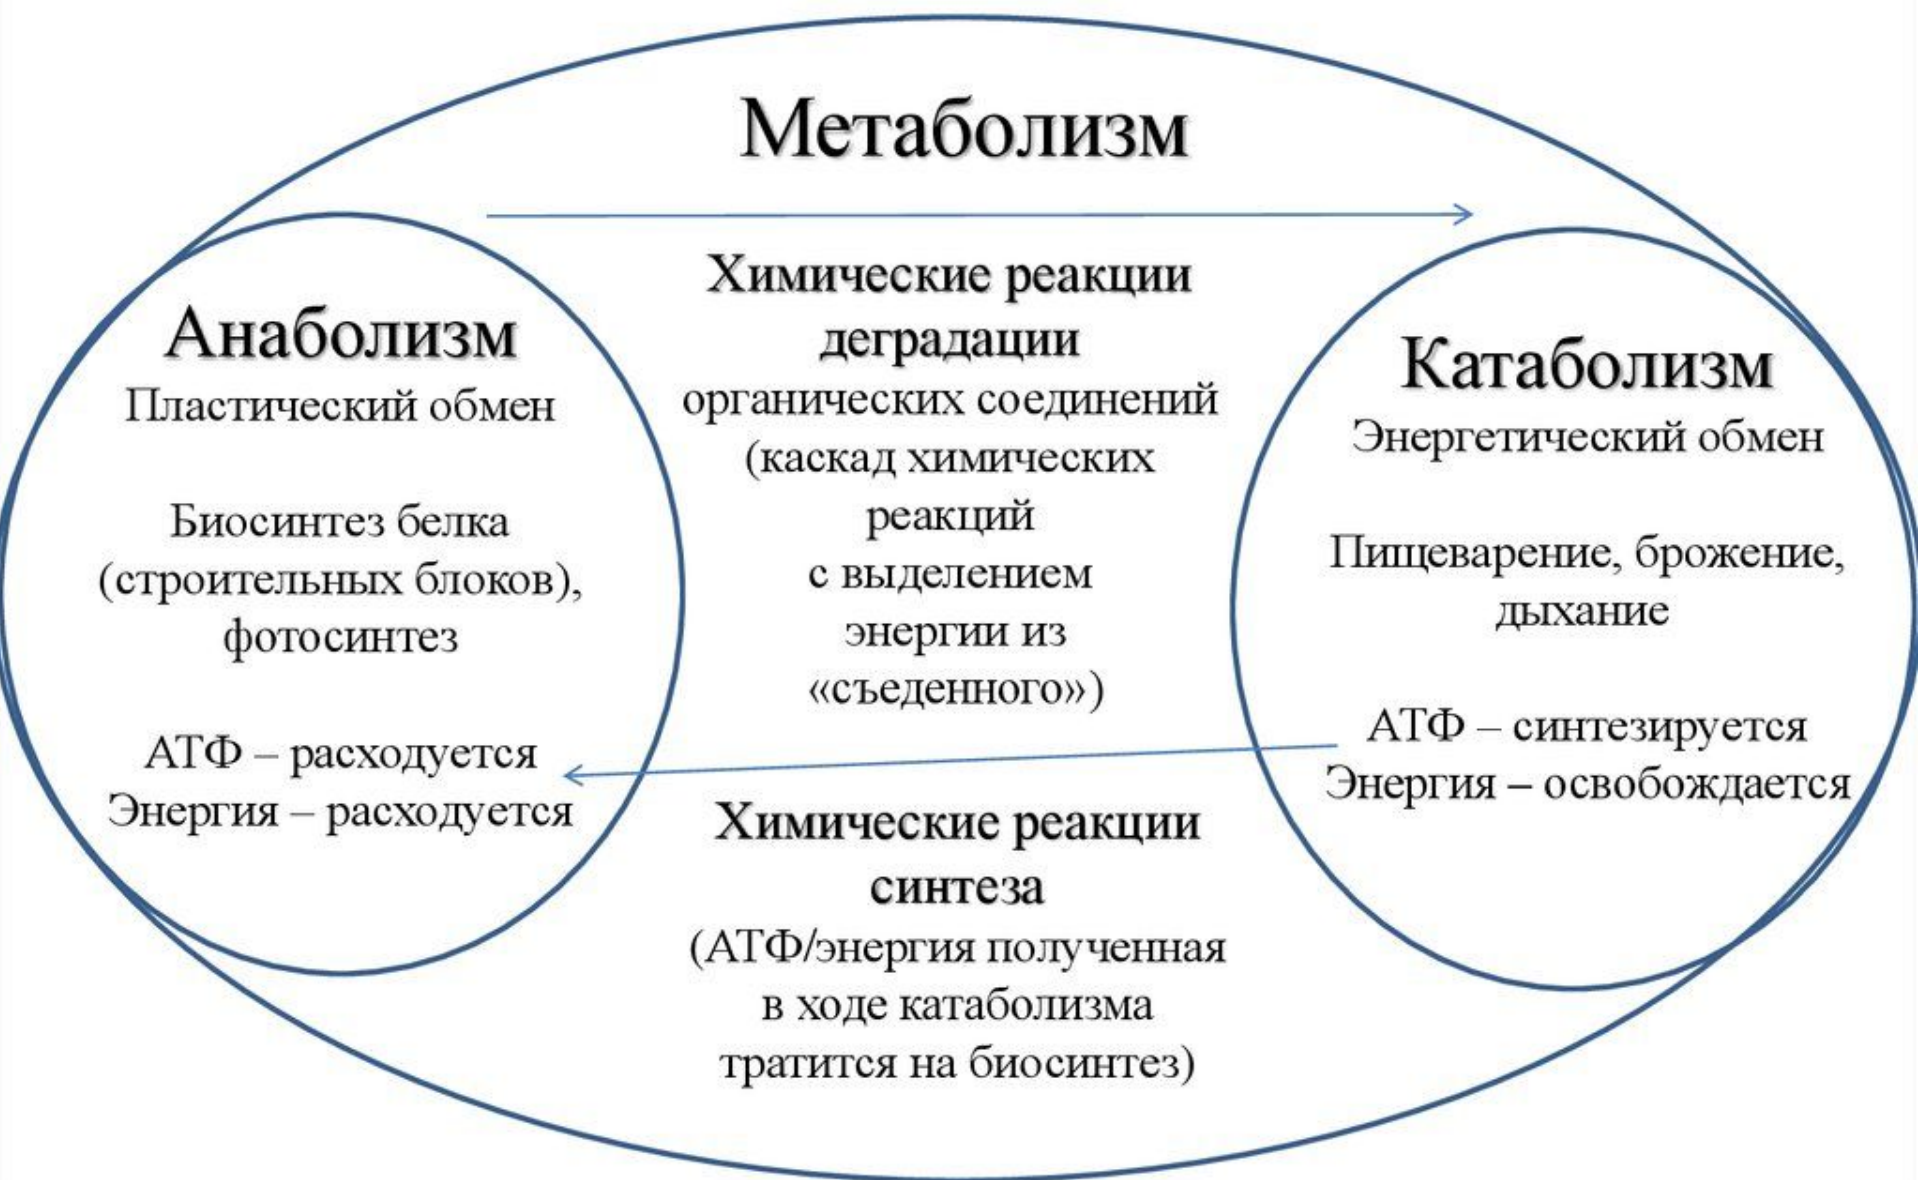 Метаболизм
Анаболизм
Пластический обмен
Биосинтез белка
(строительных блоков),
фотосинтез
АТФ – расходуется
Энергия – расходуется
Химические реакции
деградации
органических соединений
(каскад химических
реакций
с выделением
энергии из
«съеденного»)
Химические реакции
синтеза
(АТФ/энергия полученная
в ходе катаболизма
тратится на биосинтез)
Катаболизм
Энергетический обмен
Пищеварение, брожение,
дыхание
АТФ – синтезируется
Энергия – освобождается